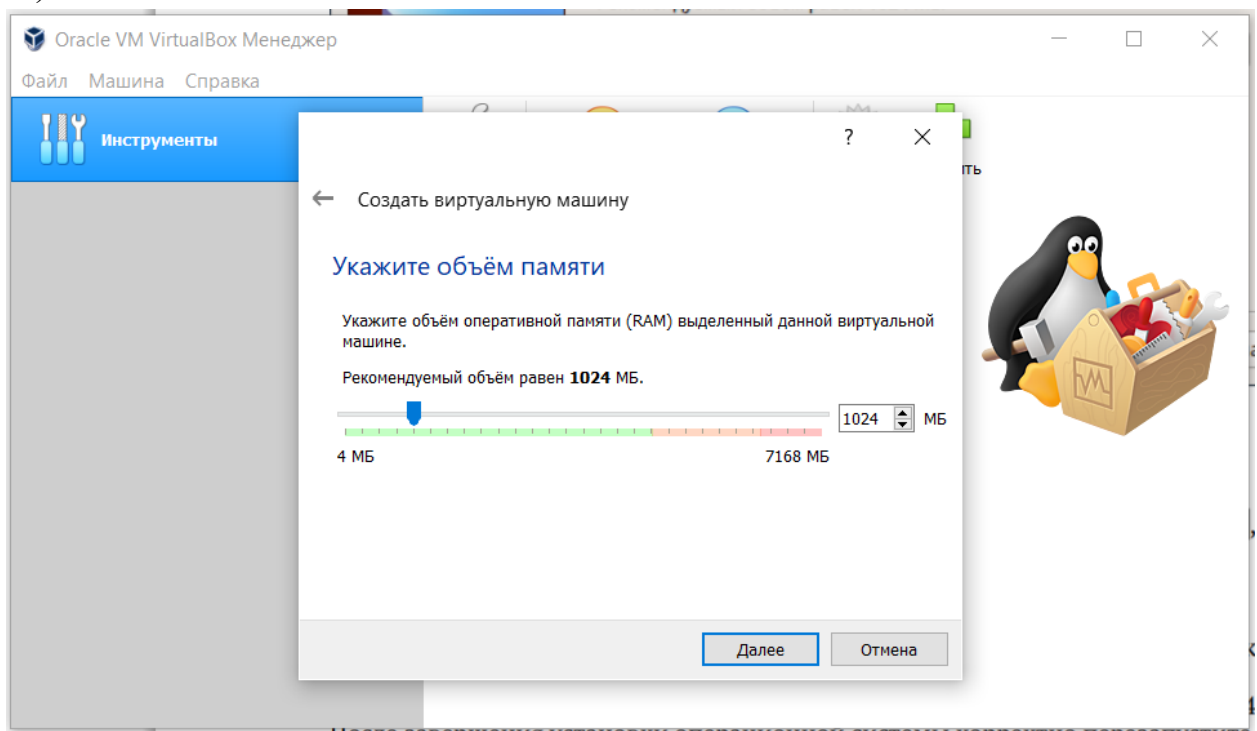 Oracle VM VirtualBox Менеджер
Файл Машина Справка
Инструменты
?
ть
Создать виртуальную машину
Укажите объём памяти
Укажите объём оперативной памяти (RAM) выделенный данной виртуальной
машине.
Рекомендуемый объём равен 1024 МБ.
1024 МБ
4 МБ 7168 МБ
Далее Отмена